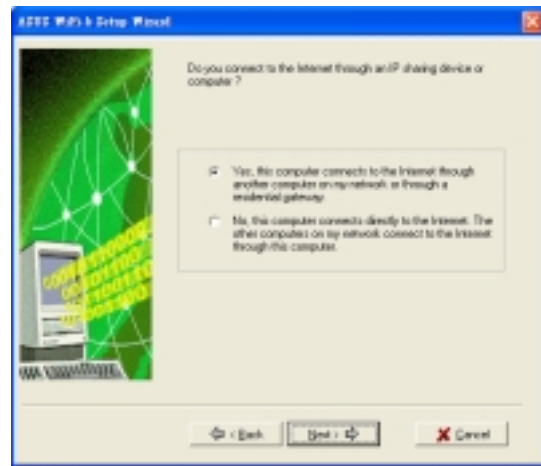 ASUS WiFi-b Setup Wizard
Do you connect to the Internet through an IP sharing device or
computer ?
Yes, this computer connects to the Internet through
another computer on my network or through a
residential gateway.
No, this computer connects directly to the Internet. The
other computers on my network connect to the Internet
through this computer.
< Back
Next >
Cancel